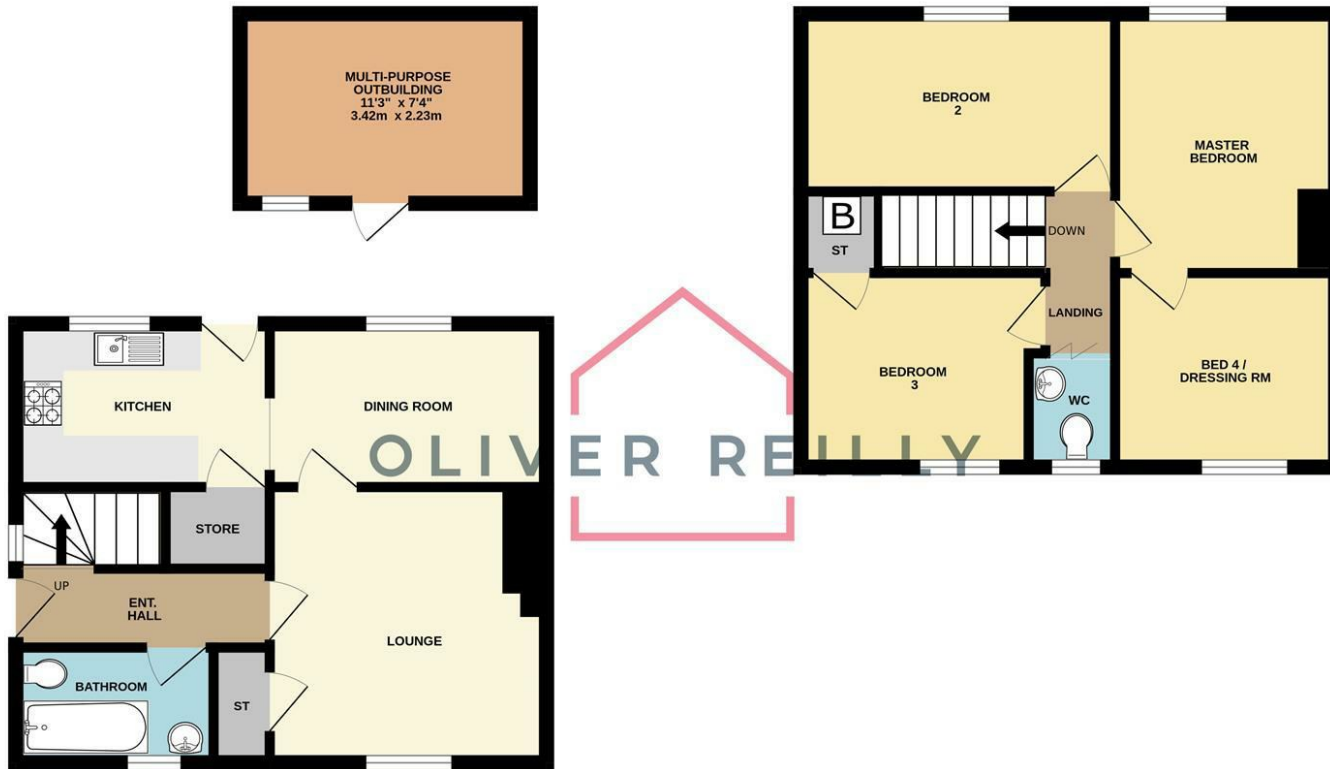 MULTI-PURPOSE
OUTBUILDING
11'3" x 7'4"
3.42m x 2.23m
KITCHEN
DINING ROOM
STORE
UP
ENT.
HALL
LOUNGE
BATHROOM
ST
BEDROOM
2
MASTER
BEDROOM
B
ST
DOWN
LANDING
BEDROOM
3
WC
BED 4 /
DRESSING RM
OLIVER REILLY